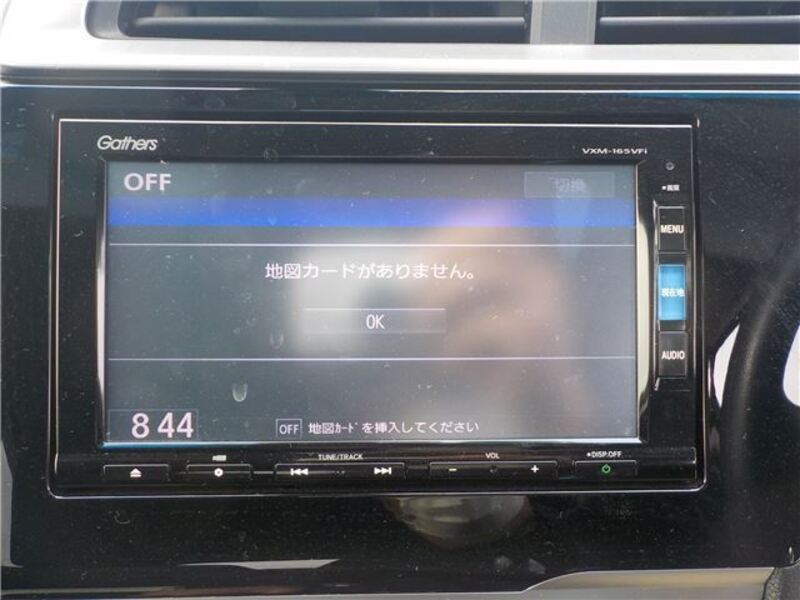 Gathers
VXM-165VFi
OFF
切換
MENU
地図カードがありません。
現在地
OK
AUDIO
8 44
OFF 地図ｶｰﾄﾞを挿入してください
TUNE/TRACK
VOL
DISP.OFF